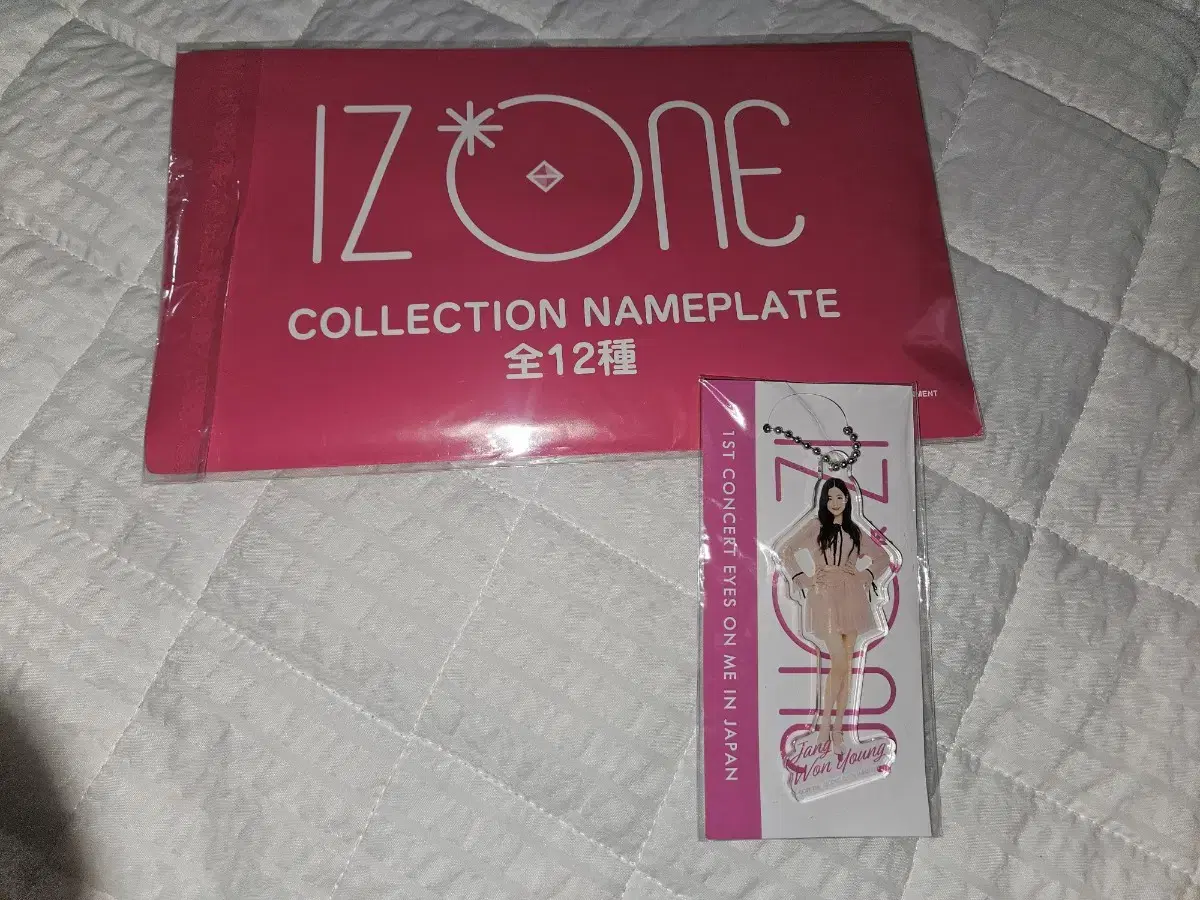 IZ*ONE
COLLECTION NAMEPLATE
全12種
MENT
1ST CONCERT EYES ON ME IN JAPAN
IZ*ONE
Jang
Won Young